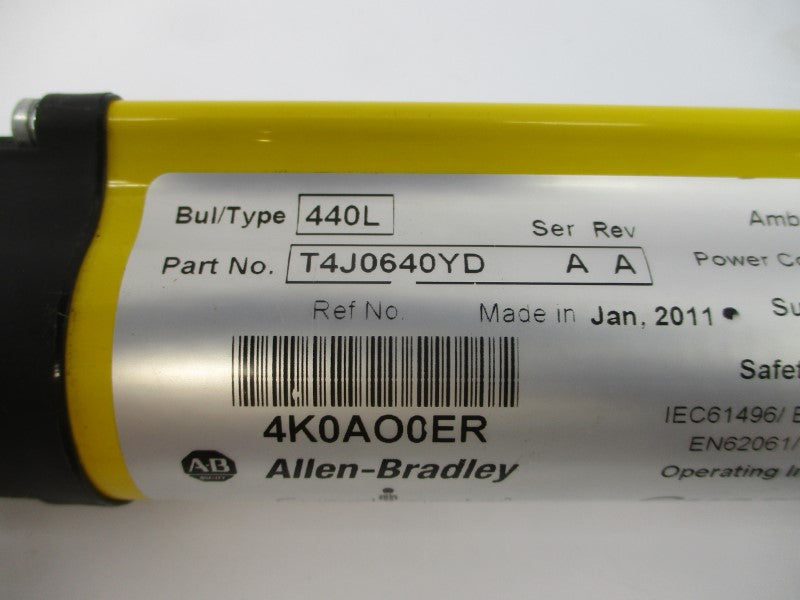 Bul/Type 440L
Ser Rev
Part No. T4J0640YD A A
Ref No.
Made in Jan, 2011
4K0AO0ER
A-B
Allen-Bradley
Amb
Power Co
Su
Safet
IEC61496/ E
EN62061/
Operating In